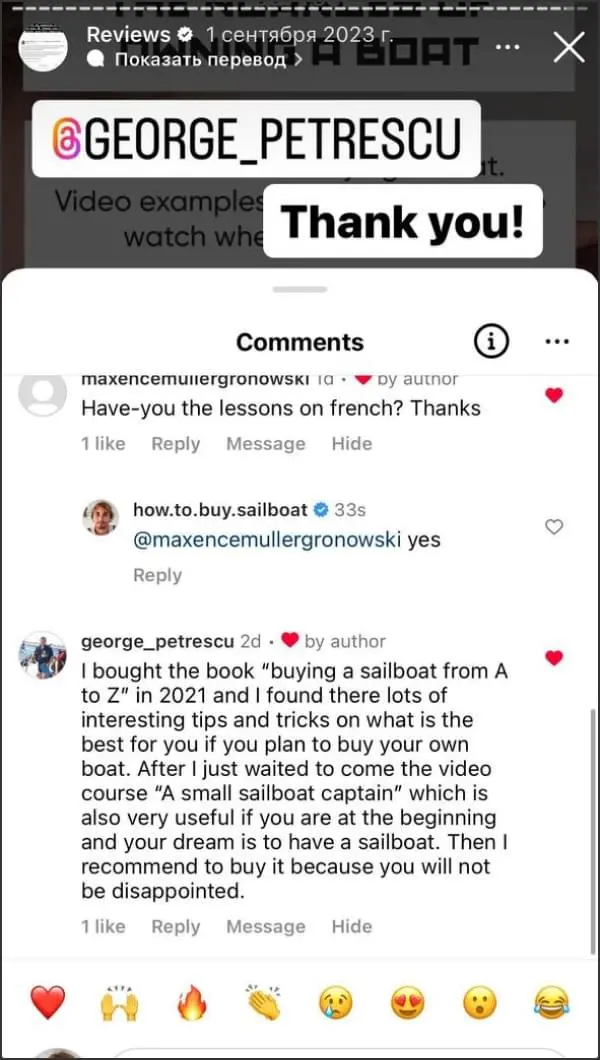 OWNING A BOAT
Reviews 1 сентября 2023 г.
Показать перевод >
@GEORGE_PETRESCU
t.
Video examples
Thank you!
watch whe
Comments
maxencemullergronowski 1d · by author
Have-you the lessons on french? Thanks
1 like Reply Message Hide
how.to.buy.sailboat 33s
@maxencemullergronowski yes
Reply
george_petrescu 2d · by author
I bought the book “buying a sailboat from A
to Z” in 2021 and I found there lots of
interesting tips and tricks on what is the
best for you if you plan to buy your own
boat. After I just waited to come the video
course “A small sailboat captain” which is
also very useful if you are at the beginning
and your dream is to have a sailboat. Then I
recommend to buy it because you will not
be disappointed.
1 like Reply Message Hide